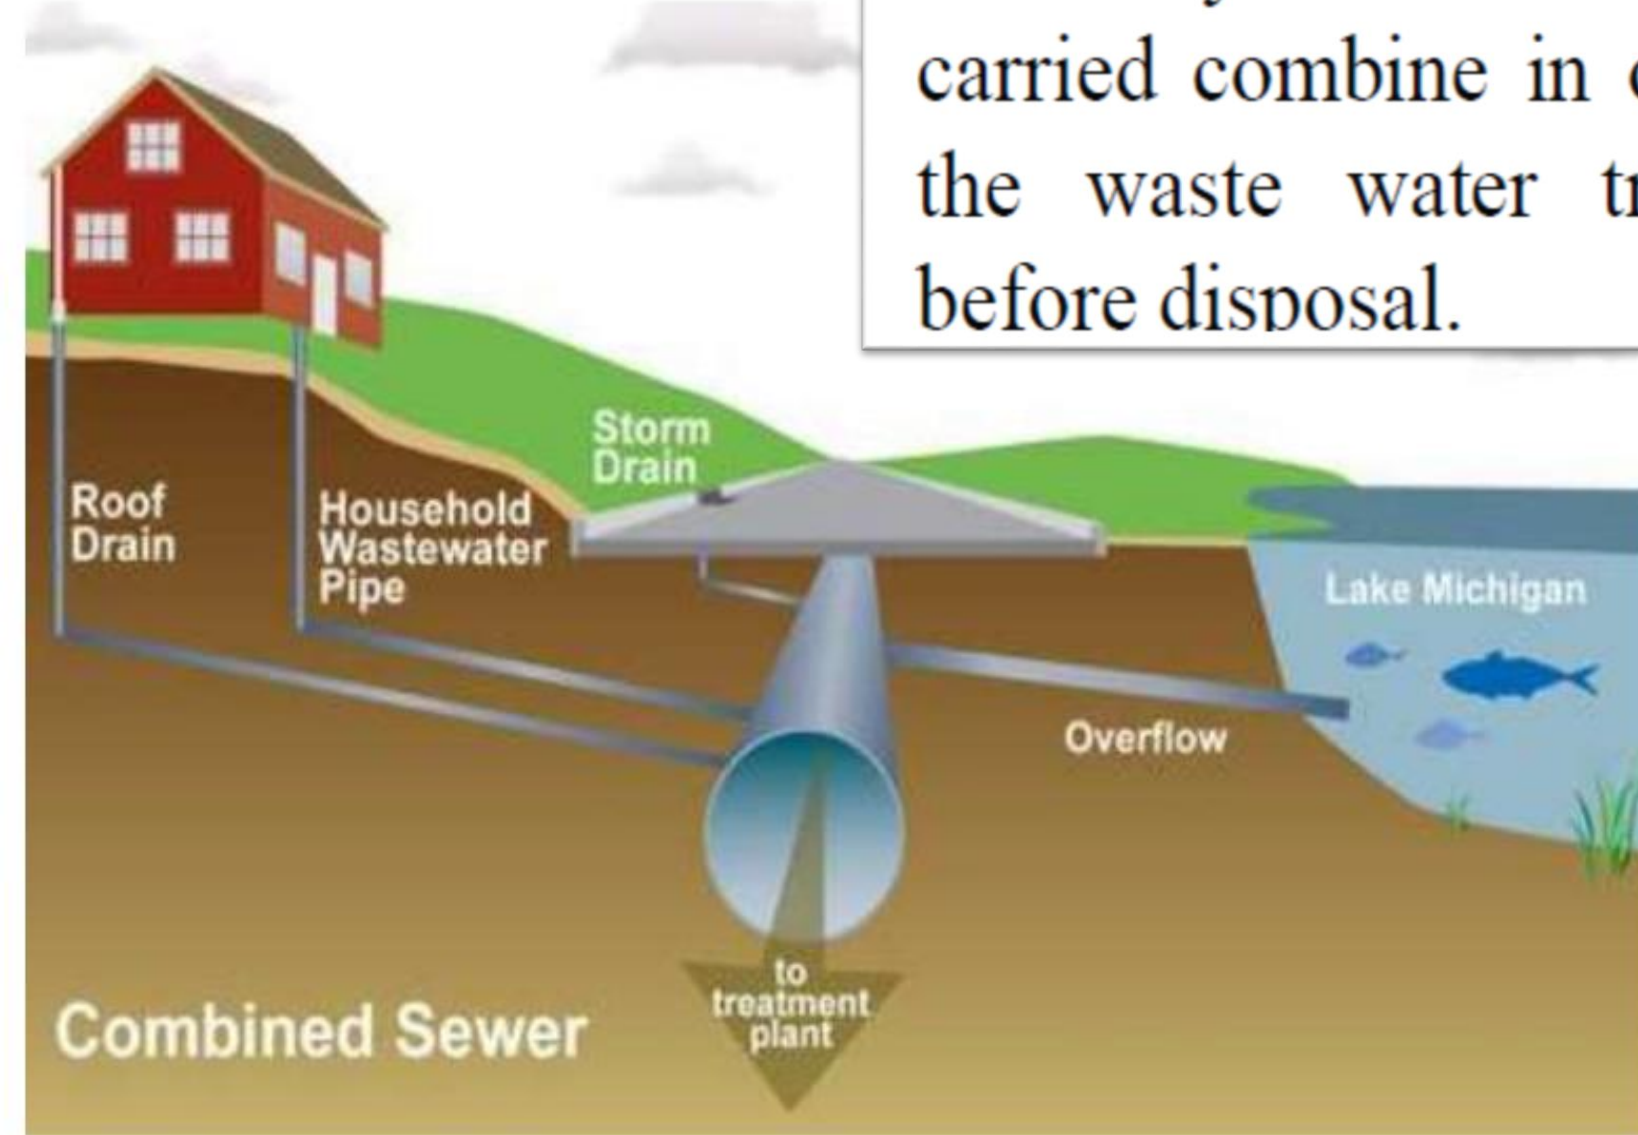 carried combine in
the waste water
before disposal.
Storm
Drain
Roof
Drain
Household
Wastewater
Pipe
Lake Michigan
Overflow
to
treatment
plant
Combined Sewer